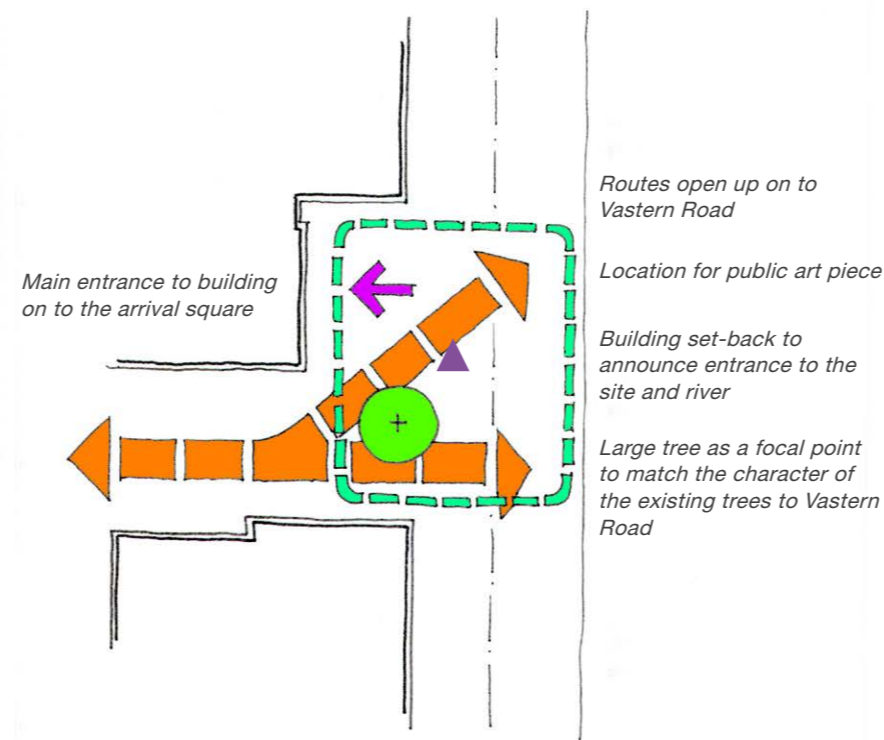 Routes open up on to
Vastern Road
Location for public art piece
Main entrance to building
on to the arrival square
Building set-back to
announce entrance to the
site and river
Large tree as a focal point
to match the character of
the existing trees to Vastern
Road